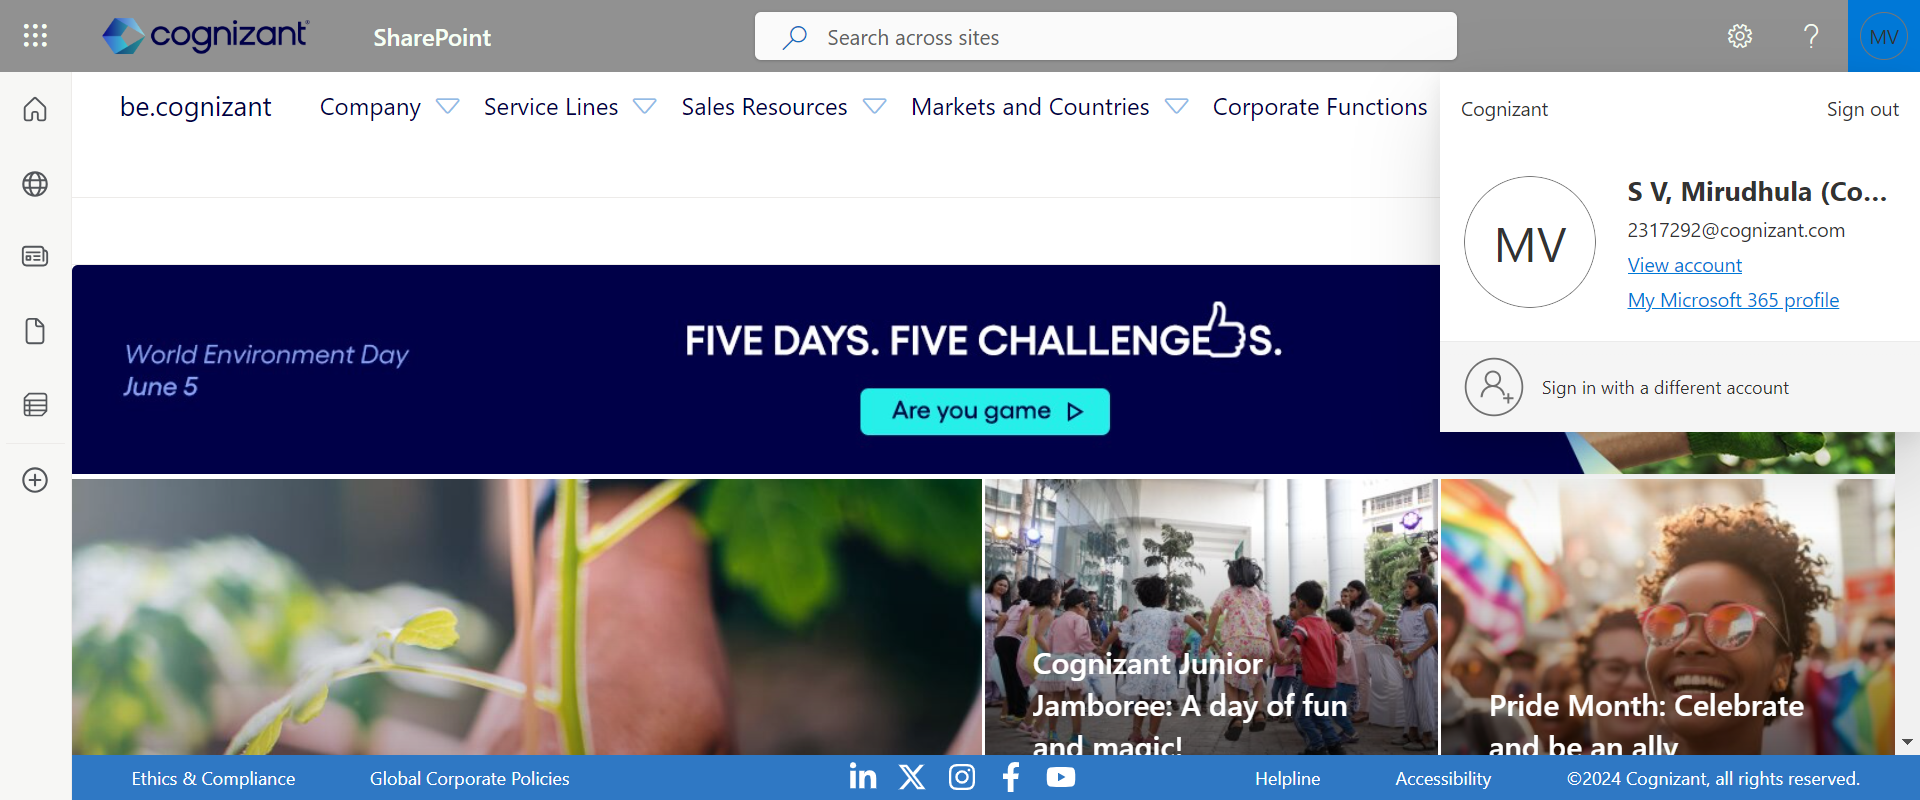 cognizant
SharePoint
Search across sites
MV
be.cognizant
Company
Service Lines
Sales Resources
Markets and Countries
Corporate Functions
Cognizant
Sign out
MV
S V, Mirudhula (Co...
2317292@cognizant.com
View account
My Microsoft 365 profile
Sign in with a different account
World Environment Day
June 5
FIVE DAYS. FIVE CHALLENGES.
Are you game
Cognizant Junior
Jamboree: A day of fun
and magic!
Pride Month: Celebrate
and be an ally
Ethics & Compliance
Global Corporate Policies
Helpline
Accessibility
©2024 Cognizant, all rights reserved.